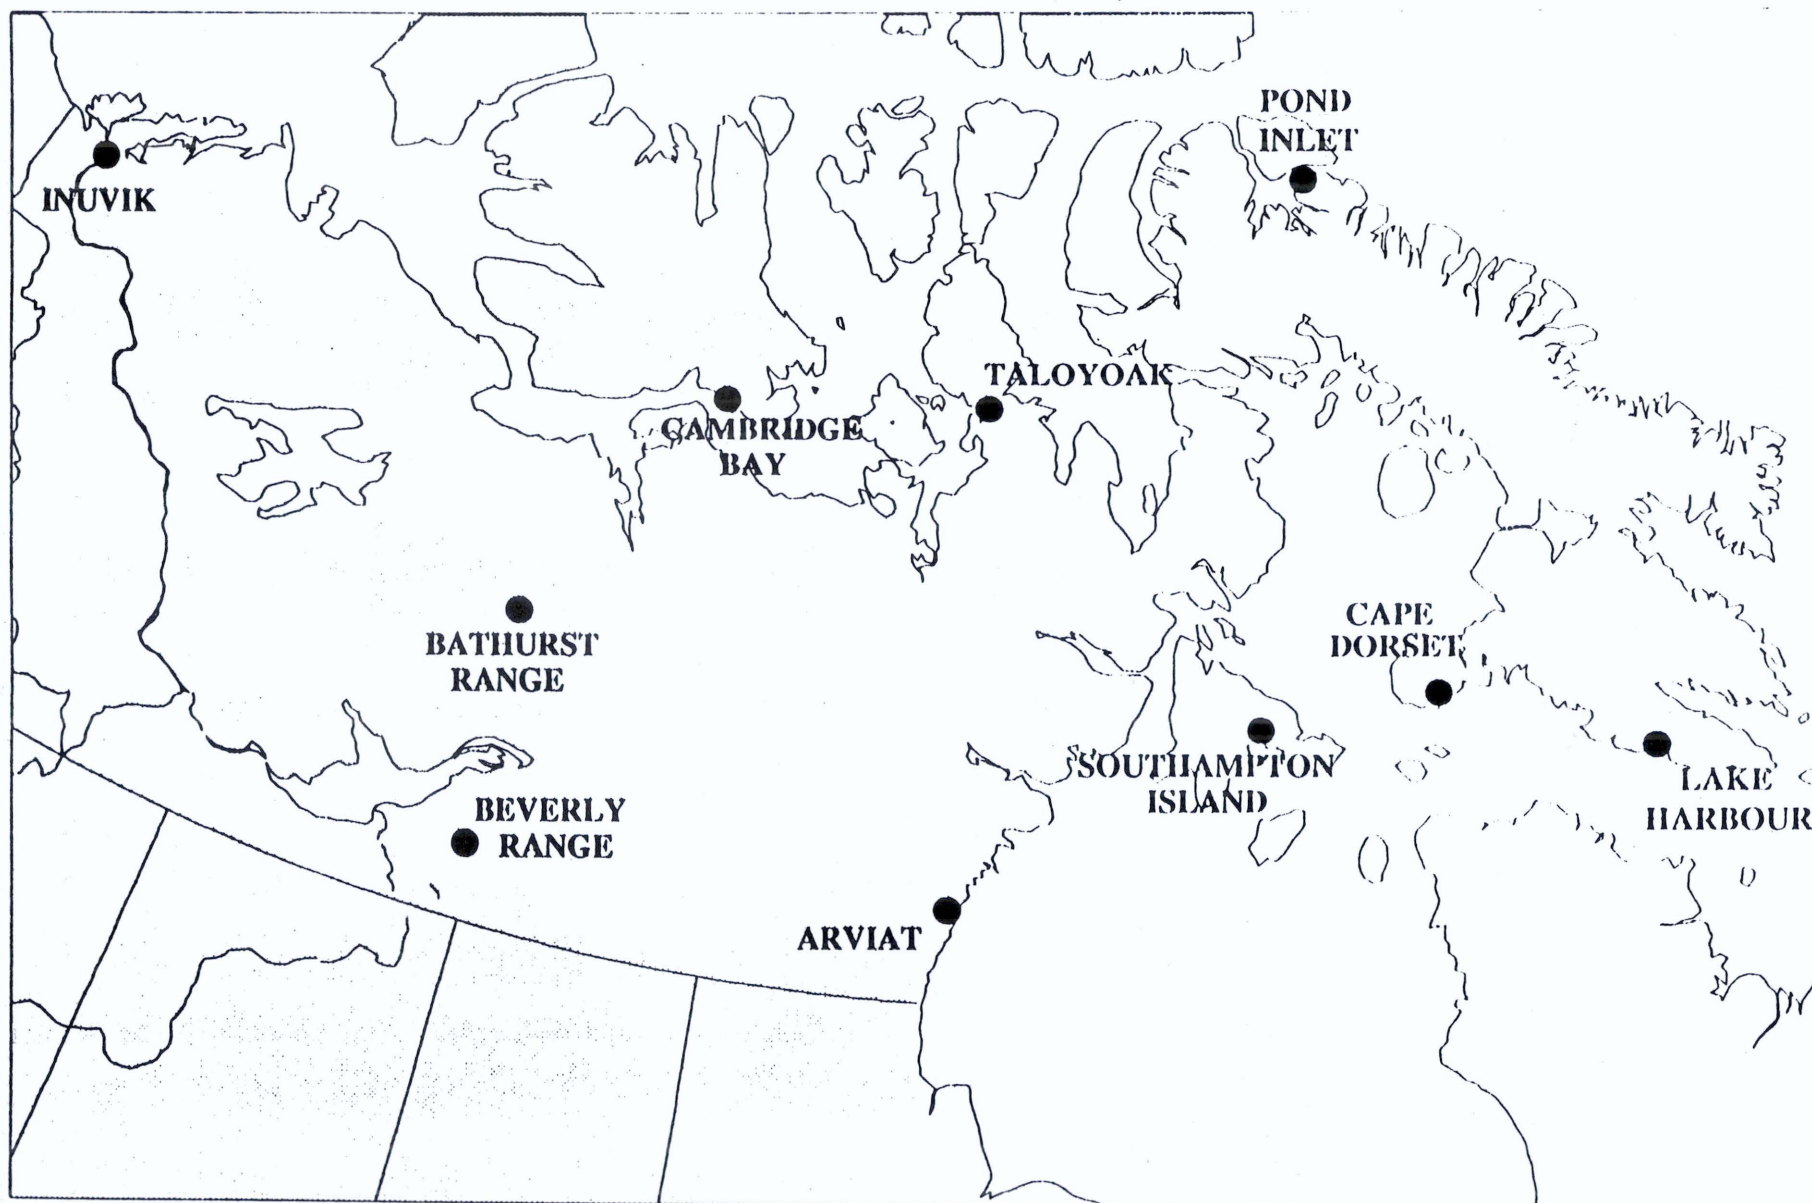 POND
INLET
INUVIK
TALOYOAK
CAMBRIDGE
BAY
BATHURST
RANGE
CAPE
DORSET
SOUTHAMPTON
ISLAND
LAKE
HARBOUR
BEVERLY
RANGE
ARVIAT